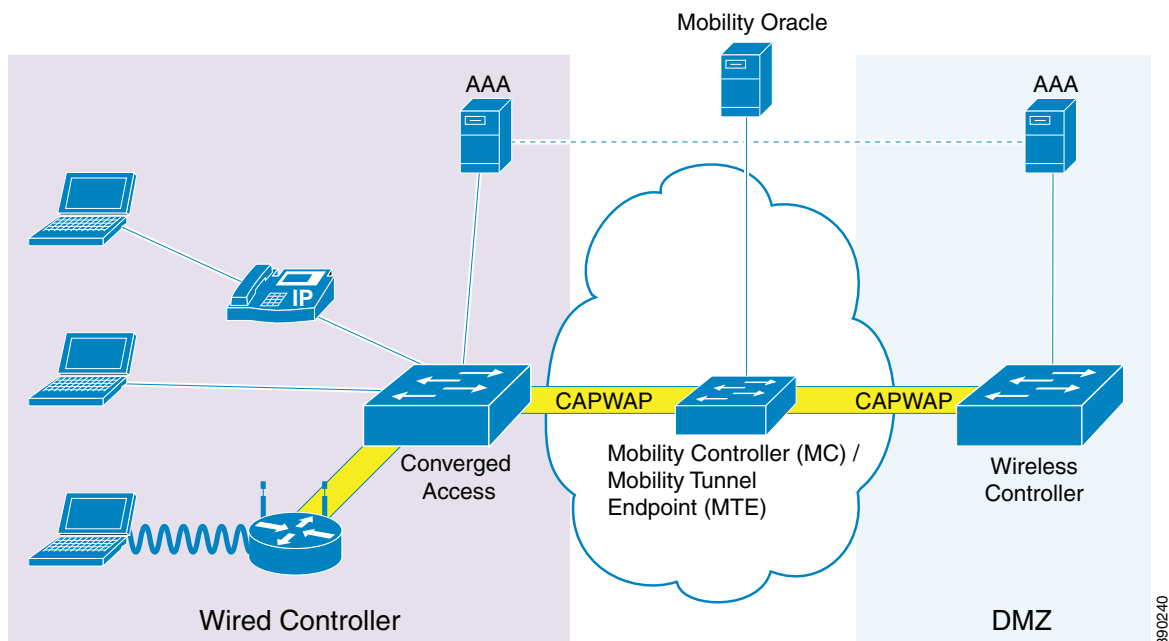 Mobility Oracle
AAA
AAA
IP
CAPWAP
CAPWAP
Converged
Access
Mobility Controller (MC) /
Mobility Tunnel
Endpoint (MTE)
Wireless
Controller
Wired Controller
DMZ
390240